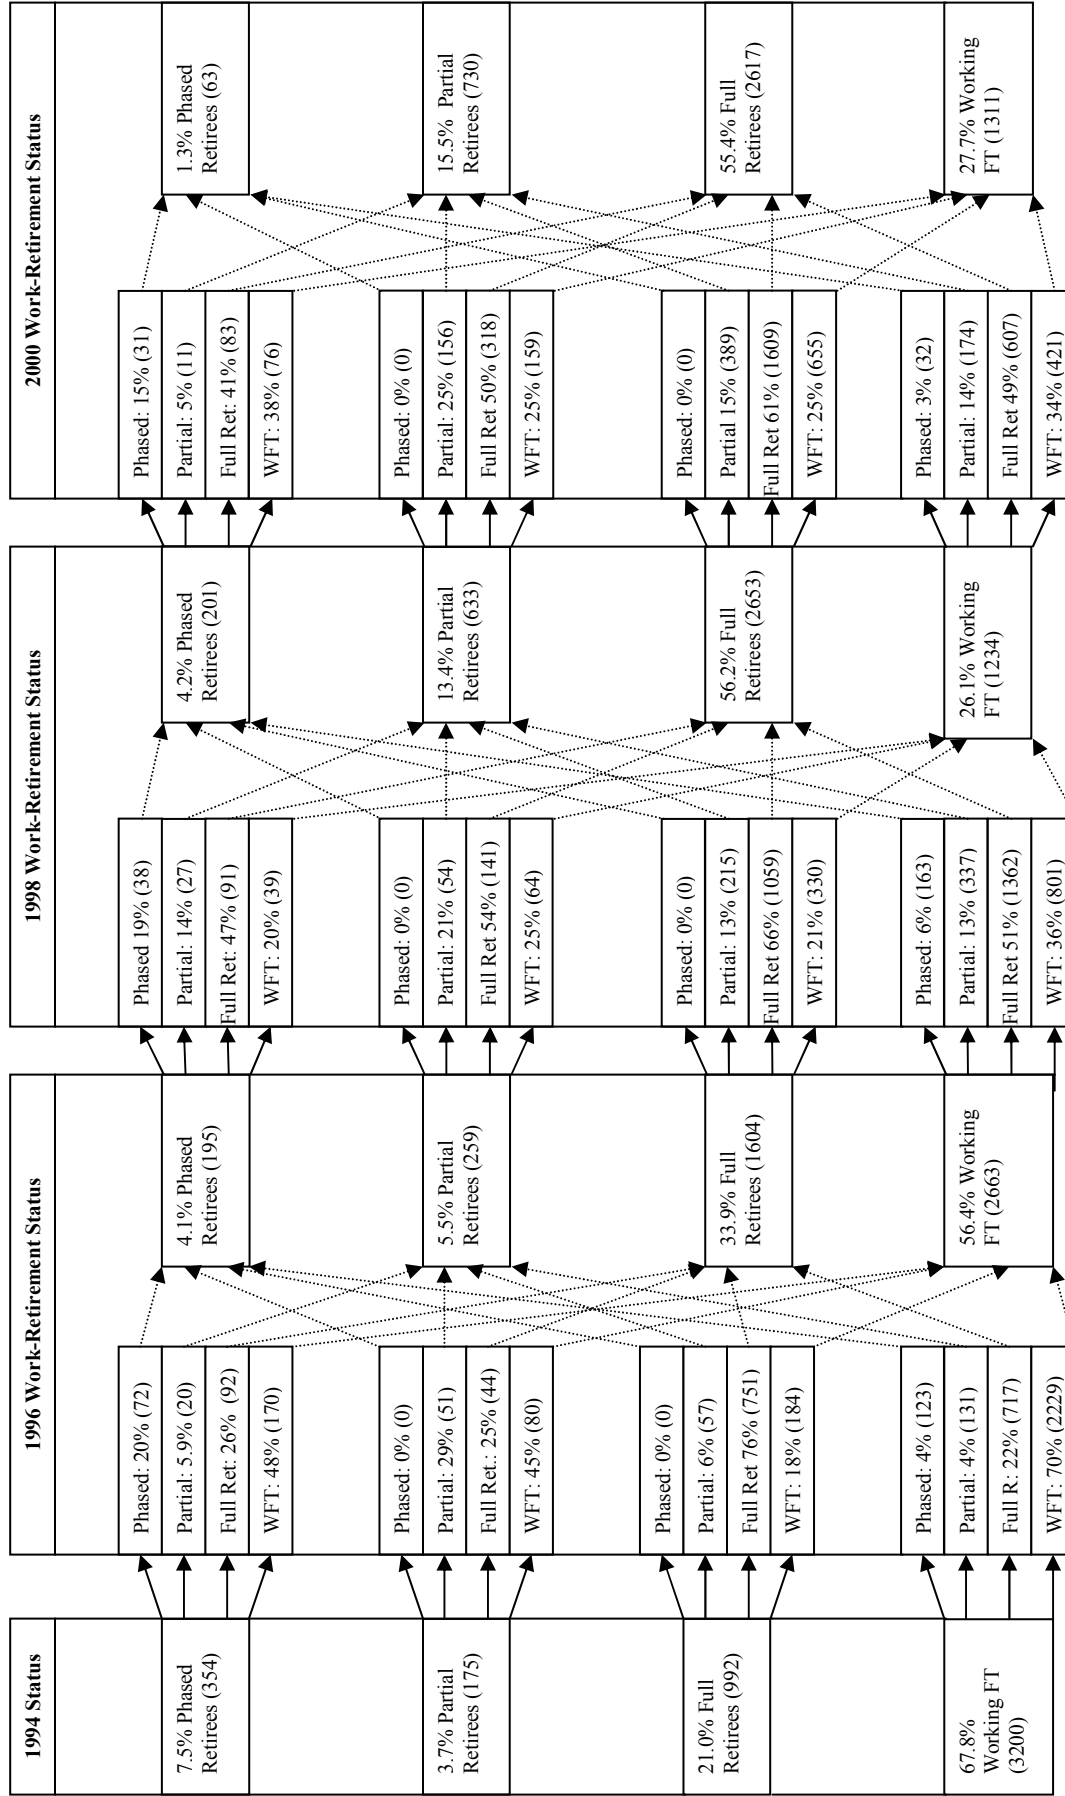 1994 Status
7.5% Phased
Retirees (354)
3.7% Partial
Retirees (175)
21.0% Full
Retirees (992)
67.8%
Working FT
(3200)
1996 Work-Retirement Status
Phased: 20% (72)
Partial: 5.9% (20)
Full Ret: 26% (92)
WFT: 48% (170)
Phased: 0% (0)
Partial: 29% (51)
Full Ret.: 25% (44)
WFT: 45% (80)
Phased: 0% (0)
Partial: 6% (57)
Full Ret 76% (751)
WFT: 18% (184)
Phased: 4% (123)
Partial: 4% (131)
Full R: 22% (717)
WFT: 70% (2229)
4.1% Phased
Retirees (195)
5.5% Partial
Retirees (259)
33.9% Full
Retirees (1604)
56.4% Working
FT (2663)
1998 Work-Retirement Status
Phased 19% (38)
Partial: 14% (27)
Full Ret: 47% (91)
WFT: 20% (39)
Phased: 0% (0)
Partial: 21% (54)
Full Ret 54% (141)
WFT: 25% (64)
Phased: 0% (0)
Partial: 13% (215)
Full Ret 66% (1059)
WFT: 21% (330)
Phased: 6% (163)
Partial: 13% (337)
Full Ret 51% (1362)
WFT: 36% (801)
4.2% Phased
Retirees (201)
13.4% Partial
Retirees (633)
56.2% Full
Retirees (2653)
26.1% Working
FT (1234)
2000 Work-Retirement Status
Phased: 15% (31)
Partial: 5% (11)
Full Ret: 41% (83)
WFT: 38% (76)
Phased: 0% (0)
Partial: 25% (156)
Full Ret 50% (318)
WFT: 25% (159)
Phased: 0% (0)
Partial 15% (389)
Full Ret 61% (1609)
WFT: 25% (655)
Phased: 3% (32)
Partial: 14% (174)
Full Ret 49% (607)
WFT: 34% (421)
1.3% Phased
Retirees (63)
15.5% Partial
Retirees (730)
55.4% Full
Retirees (2617)
27.7% Working
FT (1311)